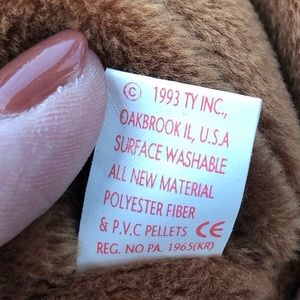 © 1993 TY INC.,
OAKBROOK IL, U.S.A
SURFACE WASHABLE
ALL NEW MATERIAL
POLYESTER FIBER
& P.V.C PELLETS CE
REG. NO PA. 1965(KR)